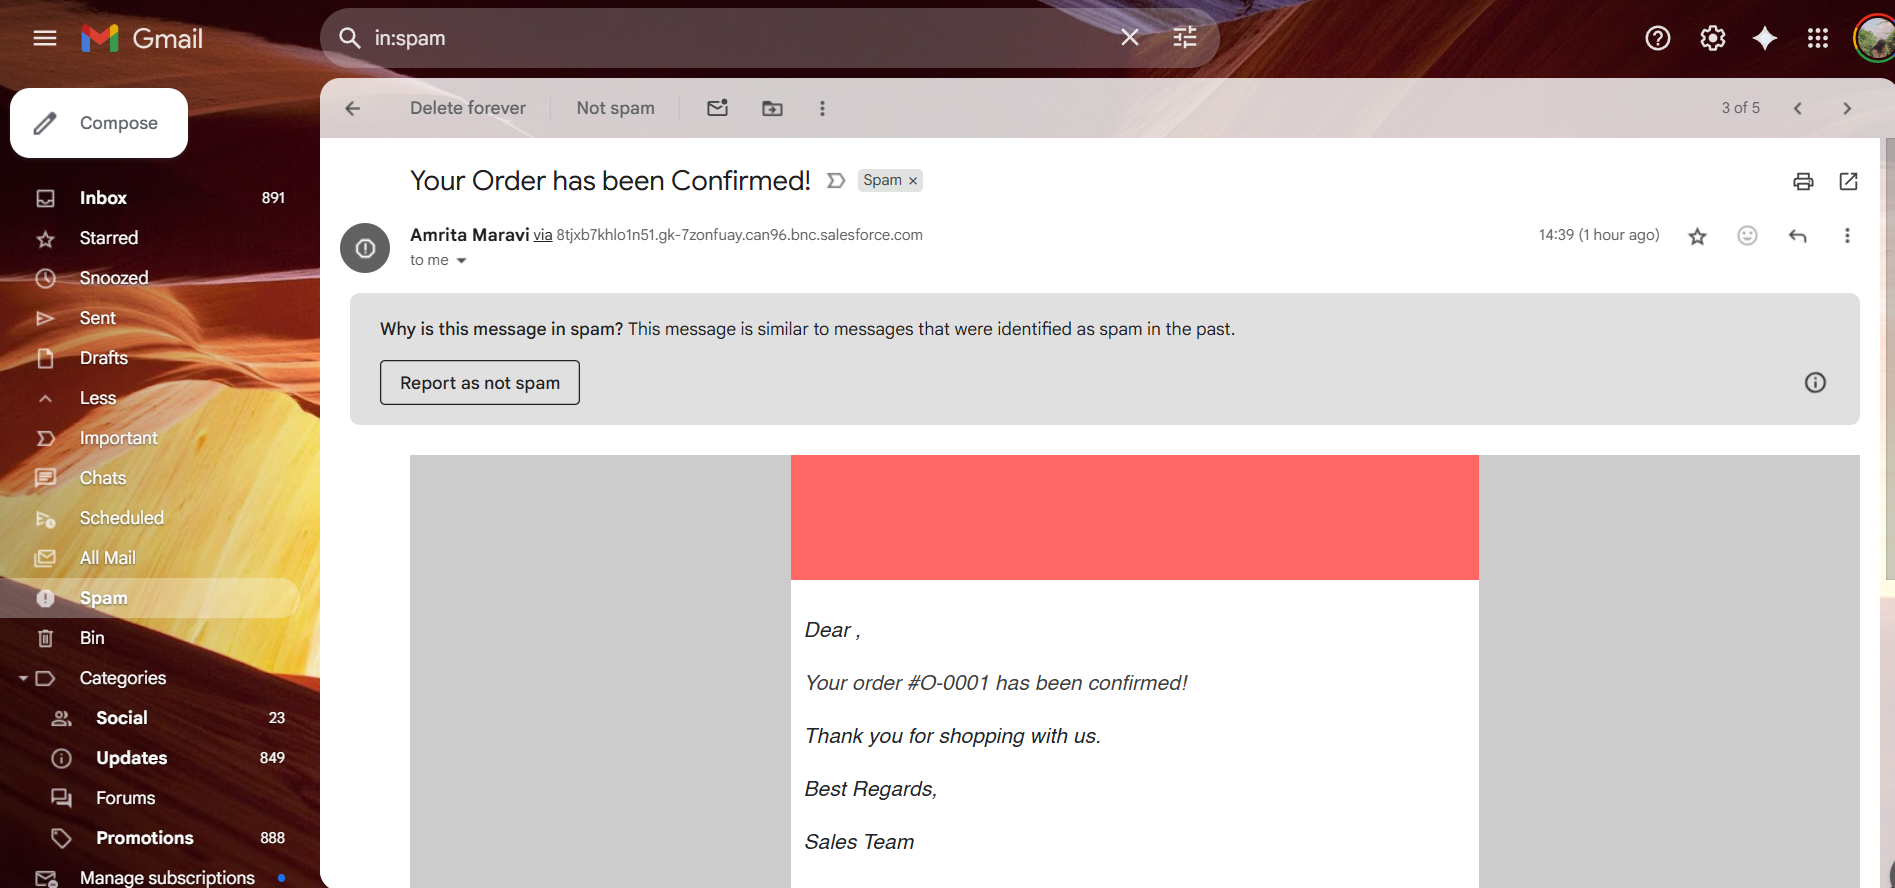 Gmail
in:spam
Compose
Delete forever
Not spam
3 of 5
Inbox 891
Starred
Snoozed
Sent
Drafts
Less
Important
Chats
Scheduled
All Mail
Spam
Bin
Categories
Social 23
Updates 849
Forums
Promotions 888
Manage subscriptions
Your Order has been Confirmed! Spam ×
Amrita Maravi via 8tjxb7khlo1n51.gk-7zonfuay.can96.bnc.salesforce.com 14:39 (1 hour ago)
to me
Why is this message in spam? This message is similar to messages that were identified as spam in the past.
Report as not spam
Dear ,
Your order #O-0001 has been confirmed!
Thank you for shopping with us.
Best Regards,
Sales Team